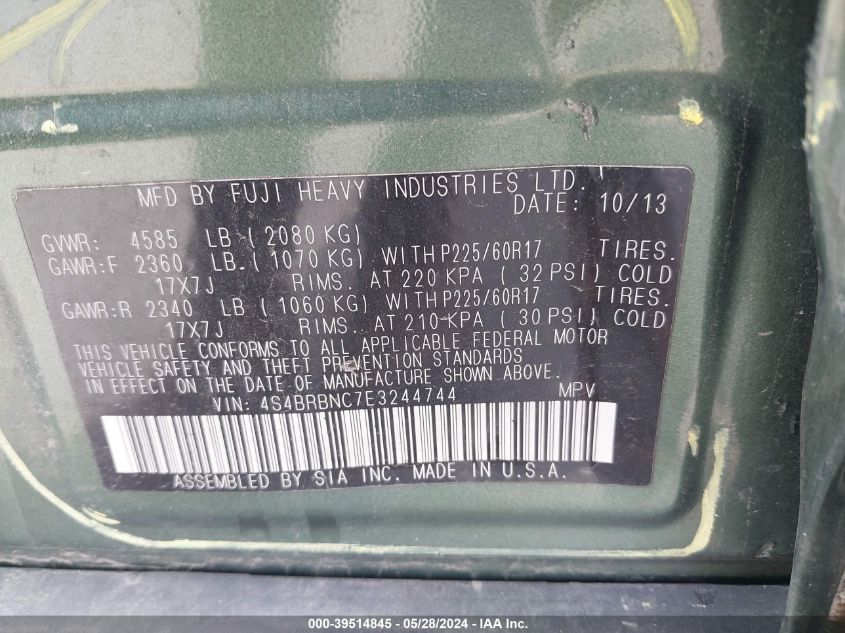 MFD BY FUJI HEAVY INDUSTRIES LTD.
DATE: 10/13
GVWR: 4585 LB ( 2080 KG)
GAWR:F 2360 LB. ( 1070 KG) WITH P225/60R17 TIRES.
17X7J RIMS. AT 220 KPA ( 32 PSI) COLD
GAWR:R 2340 LB ( 1060 KG) WITH P225/60R17 TIRES.
17X7J RIMS. AT 210 KPA ( 30 PSI) COLD
THIS VEHICLE CONFORMS TO ALL APPLICABLE FEDERAL MOTOR
VEHICLE SAFETY AND THEFT PREVENTION STANDARDS
IN EFFECT ON THE DATE OF MANUFACTURE SHOWN ABOVE.
VIN: 4S4BRBNC7E3244744 MPV
ASSEMBLED BY SIA INC. MADE IN U.S.A.
000-39514845 - 05/28/2024 - IAA Inc.